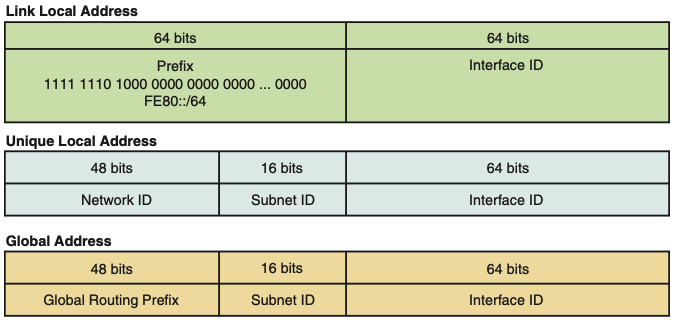 Link Local Address
64 bits 64 bits
Prefix Interface ID
1111 1110 1000 0000 0000 0000 ... 0000
FE80::/64
Unique Local Address
48 bits 16 bits 64 bits
Network ID Subnet ID Interface ID
Global Address
48 bits 16 bits 64 bits
Global Routing Prefix Subnet ID Interface ID